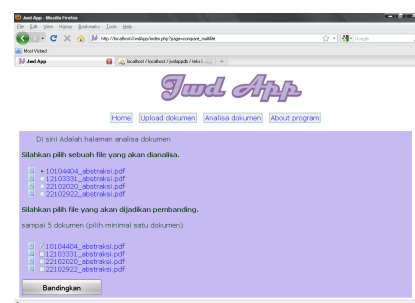 Jwd App - Mozilla Firefox
File Edit View History Bookmarks Tools Help
http://localhost/JwdApp/index.php?page=compare_multifile
Google
Most Visited
Jwd App
localhost / localhost / jwdappdb / teks |
Jwd App
Home Upload dokumen Analisa dokumen About program
Di sini Adalah halaman analisa dokumen
Silahkan pilih sebuah file yang akan dianalisa.
10104404_abstraksi.pdf
12103331_abstraksi.pdf
22102020_abstraksi.pdf
22102922_abstraksi.pdf
Silahkan pilih file yang akan dijadikan pembanding.
sampai 5 dokumen (pilih minimal satu dokumen)
10104404_abstraksi.pdf
12103331_abstraksi.pdf
22102020_abstraksi.pdf
22102922_abstraksi.pdf
Bandingkan